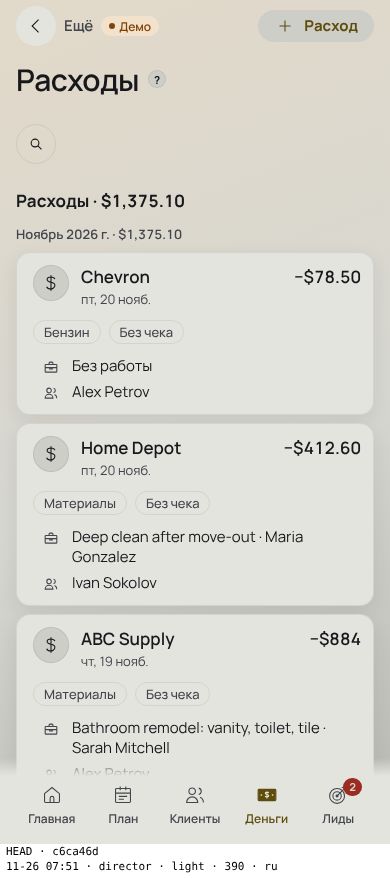 Ещё
Демо
+ Расход
Расходы ?
Расходы · $1,375.10
Ноябрь 2026 г. · $1,375.10
$ Chevron −$78.50
пт, 20 нояб.
Бензин Без чека
Без работы
Alex Petrov
$ Home Depot −$412.60
пт, 20 нояб.
Материалы Без чека
Deep clean after move-out · Maria
Gonzalez
Ivan Sokolov
$ ABC Supply −$884
чт, 19 нояб.
Материалы Без чека
Bathroom remodel: vanity, toilet, tile ·
Sarah Mitchell
Alex Petrov
2
Главная План Клиенты Деньги Лиды
HEAD · c6ca46d
11-26 07:51 · director · light · 390 · ru